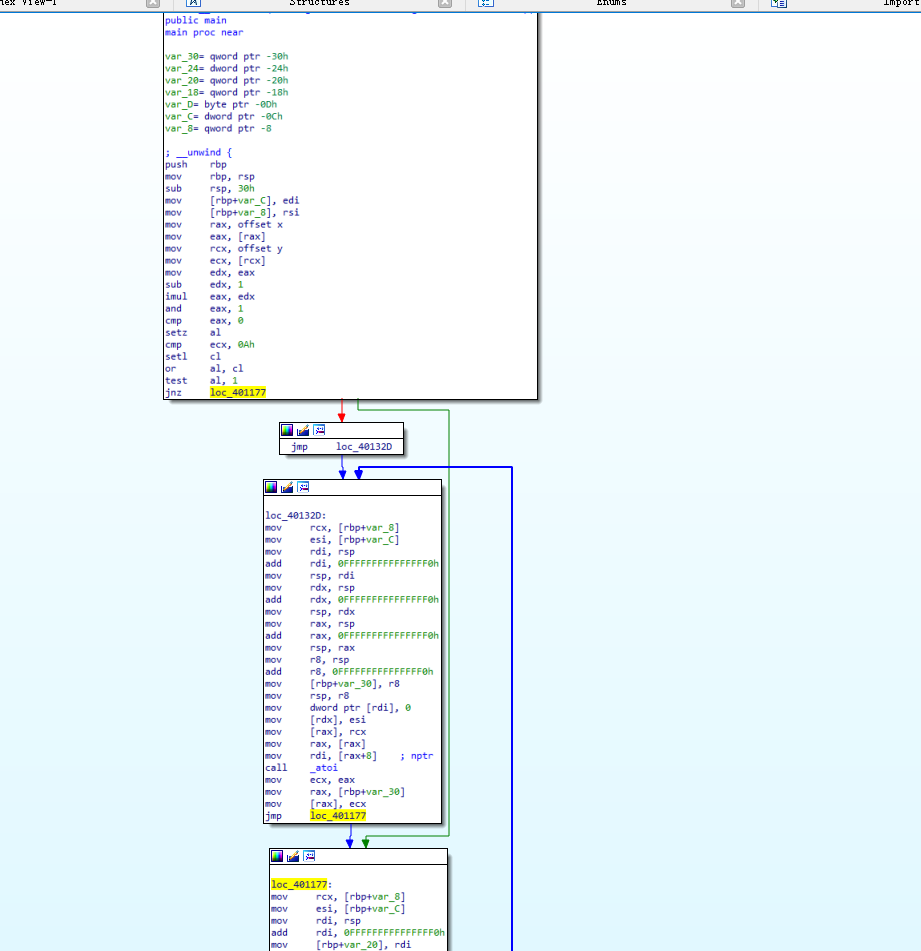 Hex View-1 Structures Enums Import
public main
main proc near
var_30= qword ptr -30h
var_24= dword ptr -24h
var_20= qword ptr -20h
var_18= qword ptr -18h
var_D= byte ptr -0Dh
var_C= dword ptr -0Ch
var_8= qword ptr -8
; __unwind {
push rbp
mov rbp, rsp
sub rsp, 30h
mov [rbp+var_C], edi
mov [rbp+var_8], rsi
mov rax, offset x
mov eax, [rax]
mov rcx, offset y
mov ecx, [rcx]
mov edx, eax
sub edx, 1
imul eax, edx
and eax, 1
cmp eax, 0
setz al
cmp ecx, 0Ah
setl cl
or al, cl
test al, 1
jnz loc_401177
jmp loc_40132D
loc_40132D:
mov rcx, [rbp+var_8]
mov esi, [rbp+var_C]
mov rdi, rsp
add rdi, 0FFFFFFFFFFFFFFF0h
mov rsp, rdi
mov rdx, rsp
add rdx, 0FFFFFFFFFFFFFFF0h
mov rsp, rdx
mov rax, rsp
add rax, 0FFFFFFFFFFFFFFF0h
mov rsp, rax
mov r8, rsp
add r8, 0FFFFFFFFFFFFFFF0h
mov [rbp+var_30], r8
mov rsp, r8
mov dword ptr [rdi], 0
mov [rdx], esi
mov [rax], rcx
mov rax, [rax]
mov rdi, [rax+8] ; nptr
call _atoi
mov ecx, eax
mov rax, [rbp+var_30]
mov [rax], ecx
jmp loc_401177
loc_401177:
mov rcx, [rbp+var_8]
mov esi, [rbp+var_C]
mov rdi, rsp
add rdi, 0FFFFFFFFFFFFFFF0h
mov [rbp+var_20], rdi